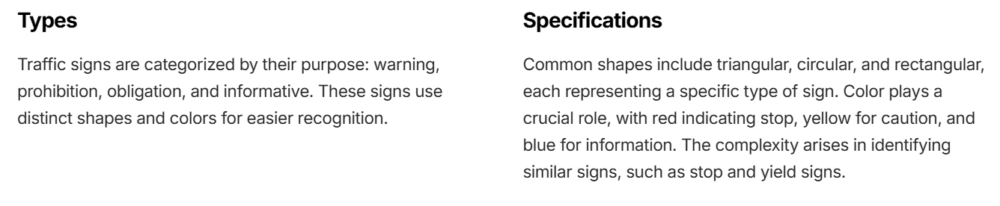 Types
Traffic signs are categorized by their purpose: warning,
prohibition, obligation, and informative. These signs use
distinct shapes and colors for easier recognition.
Specifications
Common shapes include triangular, circular, and rectangular,
each representing a specific type of sign. Color plays a
crucial role, with red indicating stop, yellow for caution, and
blue for information. The complexity arises in identifying
similar signs, such as stop and yield signs.